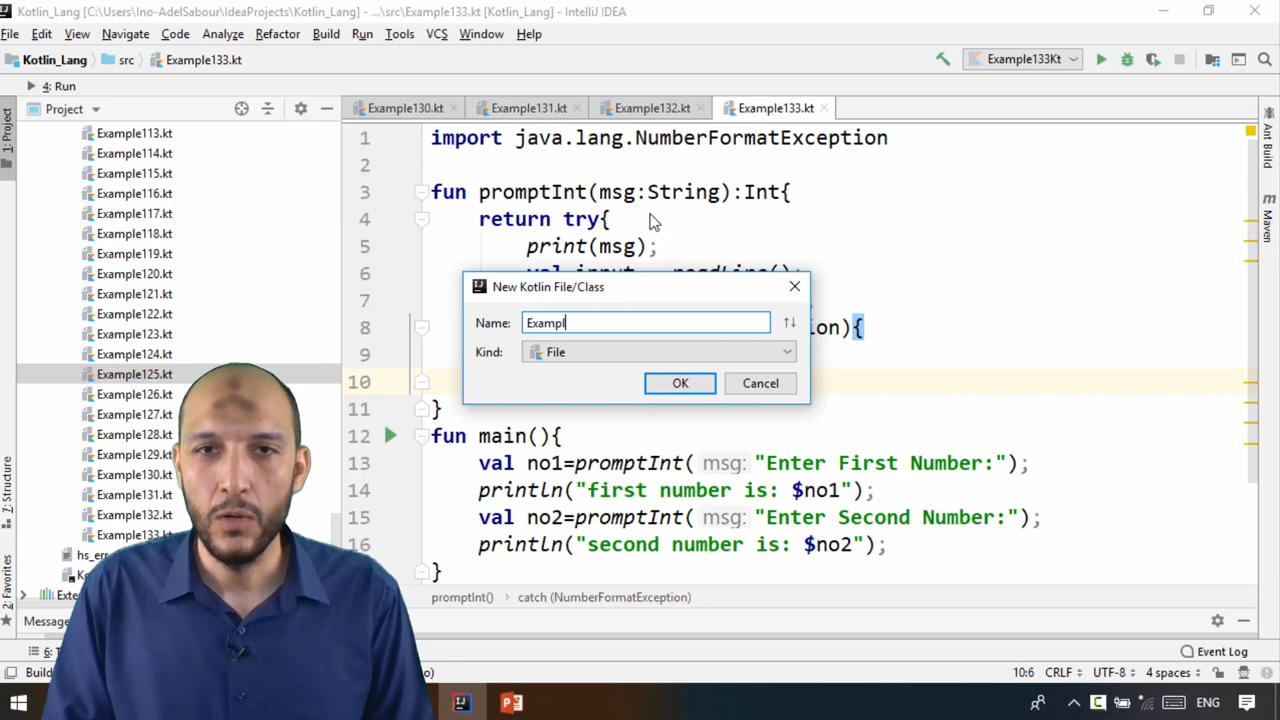 Kotlin_Lang [C:\Users\Ino-AdelSabour\IdeaProjects\Kotlin_Lang] - ...\src\Example133.kt [Kotlin_Lang] - IntelliJ IDEA
File Edit View Navigate Code Analyze Refactor Build Run Tools VCS Window Help
Kotlin_Lang src Example133.kt Example133Kt
4: Run
Project Example130.kt Example131.kt Example132.kt Example133.kt
1: Project
7: Structure
2: Favorites
Ant Build
Maven
Example113.kt
Example114.kt
Example115.kt
Example116.kt
Example117.kt
Example118.kt
Example119.kt
Example120.kt
Example121.kt
Example122.kt
Example123.kt
Example124.kt
Example125.kt
Example126.kt
Example127.kt
Example128.kt
Example129.kt
Example130.kt
Example131.kt
Example132.kt
Example133.kt
hs_err
Exte
1 import java.lang.NumberFormatException
2
3 fun promptInt(msg:String):Int{
4 return try{
5 print(msg);
6
7
8 ion){
9
10
11 }
12 fun main(){
13 val no1=promptInt( msg: "Enter First Number:");
14 println("first number is: $no1");
15 val no2=promptInt( msg: "Enter Second Number:");
16 println("second number is: $no2");
}
New Kotlin File/Class
Name: Exampl
Kind: File
OK Cancel
promptInt() catch (NumberFormatException)
Message
6: Event Log
Build 10:6 CRLF UTF-8 4 spaces
ENG